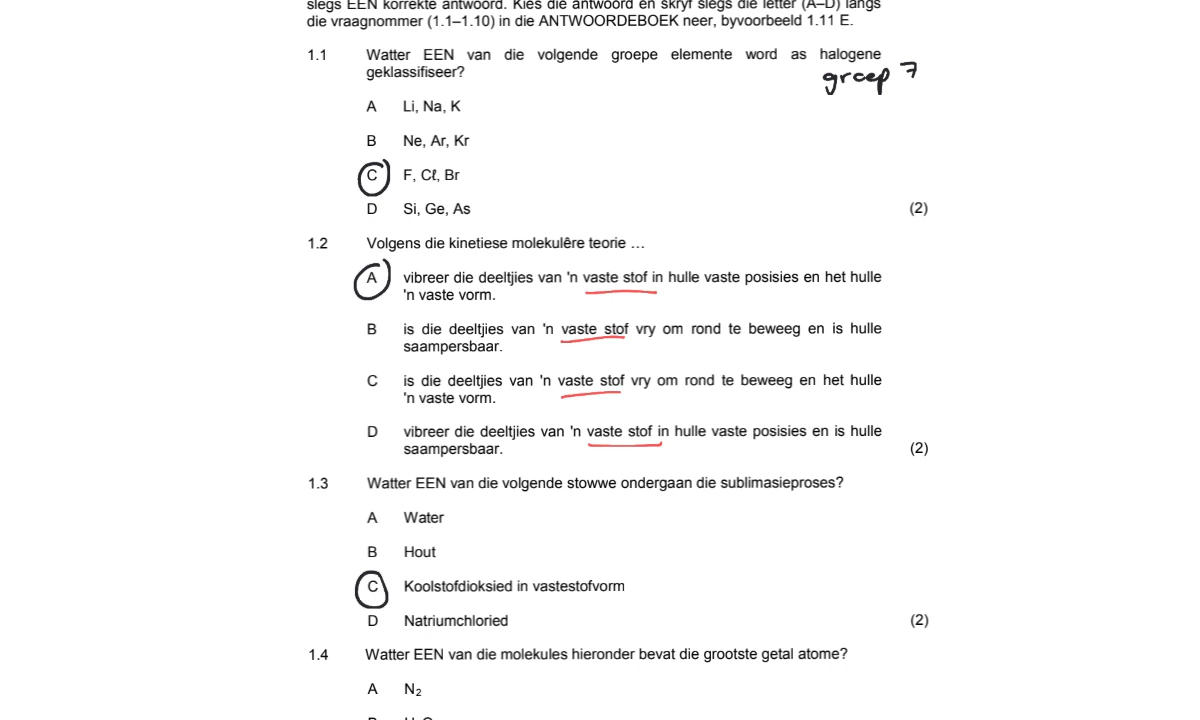 slegs EEN korrekte antwoord. Kies die antwoord en skryf slegs die letter (A–D) langs
die vraagnommer (1.1–1.10) in die ANTWOORDEBOEK neer, byvoorbeeld 1.11 E.
1.1 Watter EEN van die volgende groepe elemente word as halogene
geklassifiseer?
groep 7
A Li, Na, K
B Ne, Ar, Kr
C F, Cℓ, Br
D Si, Ge, As (2)
1.2 Volgens die kinetiese molekulêre teorie …
A vibreer die deeltjies van 'n vaste stof in hulle vaste posisies en het hulle
'n vaste vorm.
B is die deeltjies van 'n vaste stof vry om rond te beweeg en is hulle
saampersbaar.
C is die deeltjies van 'n vaste stof vry om rond te beweeg en het hulle
'n vaste vorm.
D vibreer die deeltjies van 'n vaste stof in hulle vaste posisies en is hulle
saampersbaar. (2)
1.3 Watter EEN van die volgende stowwe ondergaan die sublimasieproses?
A Water
B Hout
C Koolstofdioksied in vastestofvorm
D Natriumchloried (2)
1.4 Watter EEN van die molekules hieronder bevat die grootste getal atome?
A N₂